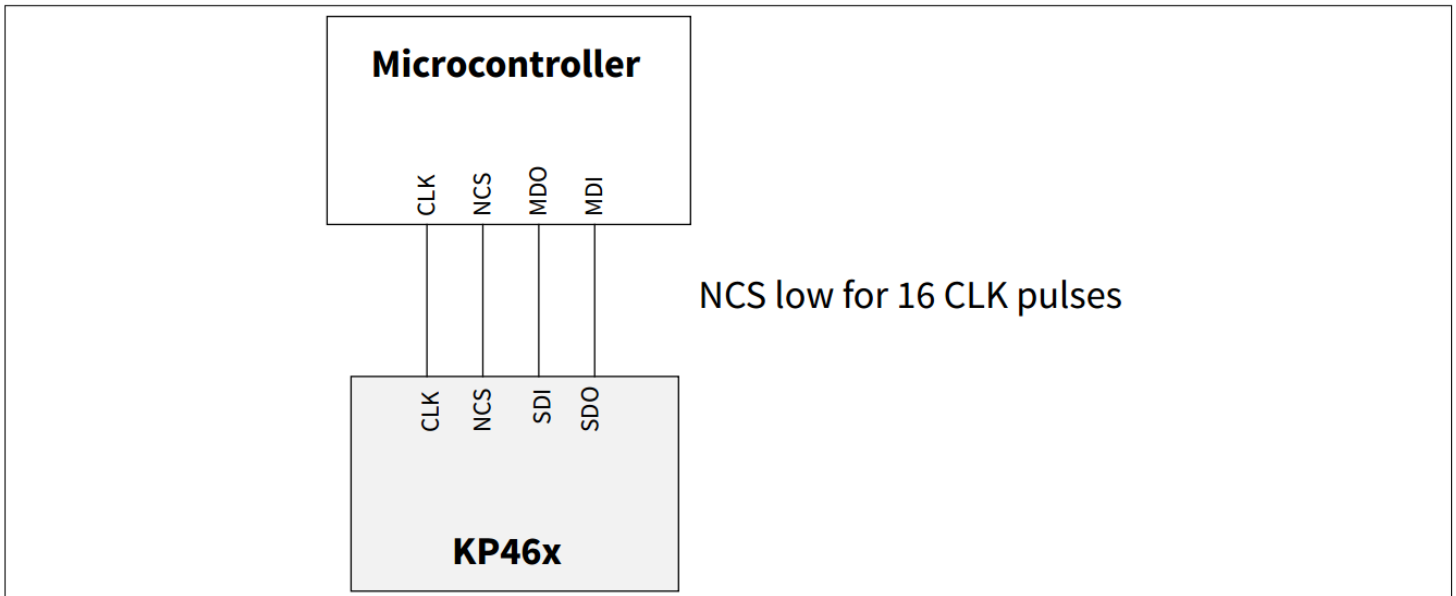 Microcontroller
CLK NCS MDO MDI
NCS low for 16 CLK pulses
CLK NCS SDI SDO
KP46x